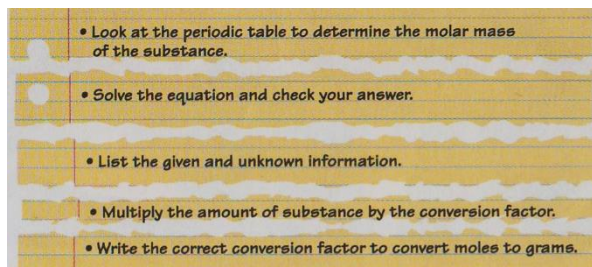 • Look at the periodic table to determine the molar mass
of the substance.
• Solve the equation and check your answer.
• List the given and unknown information.
• Multiply the amount of substance by the conversion factor.
• Write the correct conversion factor to convert moles to grams.